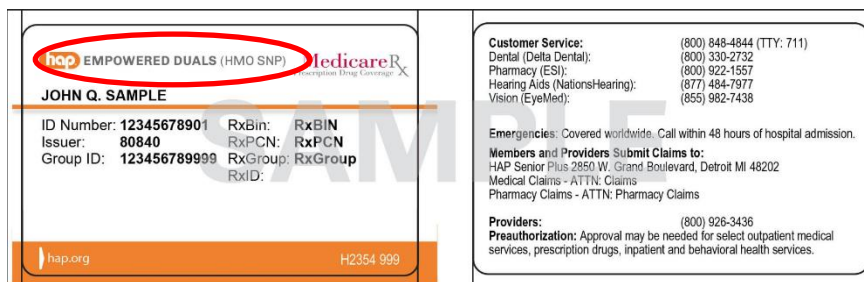 hap EMPOWERED DUALS (HMO SNP)
MedicareRx
Prescription Drug Coverage
JOHN Q. SAMPLE
ID Number: 12345678901 RxBin: RxBIN
Issuer: 80840 RxPCN: RxPCN
Group ID: 123456789999 RxGroup: RxGroup
RxID:
hap.org H2354 999
SAMPLE
Customer Service: (800) 848-4844 (TTY: 711)
Dental (Delta Dental): (800) 330-2732
Pharmacy (ESI): (800) 922-1557
Hearing Aids (NationsHearing): (877) 484-7977
Vision (EyeMed): (855) 982-7438
Emergencies: Covered worldwide. Call within 48 hours of hospital admission.
Members and Providers Submit Claims to:
HAP Senior Plus 2850 W. Grand Boulevard, Detroit MI 48202
Medical Claims - ATTN: Claims
Pharmacy Claims - ATTN: Pharmacy Claims
Providers: (800) 926-3436
Preauthorization: Approval may be needed for select outpatient medical
services, prescription drugs, inpatient and behavioral health services.